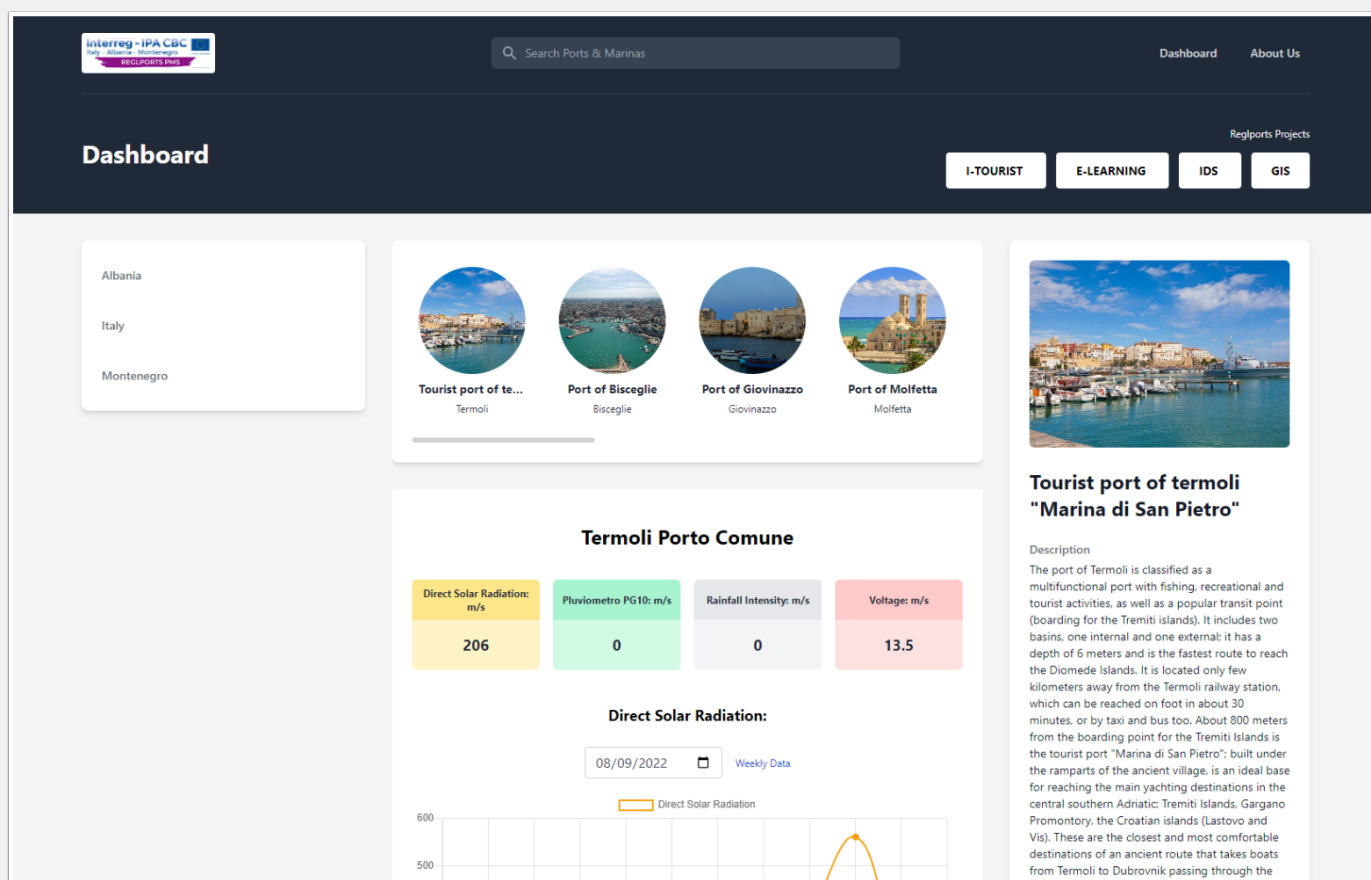 Interreg - IPA CBC
Italy - Albania - Montenegro
REGLPORTS PMS
Search Ports & Marinas
Dashboard
About Us
Dashboard
Reglports Projects
I-TOURIST
E-LEARNING
IDS
GIS
Albania
Italy
Montenegro
Tourist port of te...
Termoli
Port of Bisceglie
Bisceglie
Port of Giovinazzo
Giovinazzo
Port of Molfetta
Molfetta
Termoli Porto Comune
Direct Solar Radiation:
m/s
206
Pluviometro PG10: m/s
0
Rainfall Intensity: m/s
0
Voltage: m/s
13.5
Direct Solar Radiation:
08/09/2022
Weekly Data
Direct Solar Radiation
600
500
Tourist port of termoli
"Marina di San Pietro"
Description
The port of Termoli is classified as a
multifunctional port with fishing, recreational and
tourist activities, as well as a popular transit point
(boarding for the Tremiti islands). It includes two
basins, one internal and one external; it has a
depth of 6 meters and is the fastest route to reach
the Diomede Islands. It is located only few
kilometers away from the Termoli railway station,
which can be reached on foot in about 30
minutes, or by taxi and bus too. About 800 meters
from the boarding point for the Tremiti Islands is
the tourist port "Marina di San Pietro"; built under
the ramparts of the ancient village, is an ideal base
for reaching the main yachting destinations in the
central southern Adriatic: Tremiti Islands, Gargano
Promontory, the Croatian islands (Lastovo and
Vis). These are the closest and most comfortable
destinations of an ancient route that takes boats
from Termoli to Dubrovnik passing through the